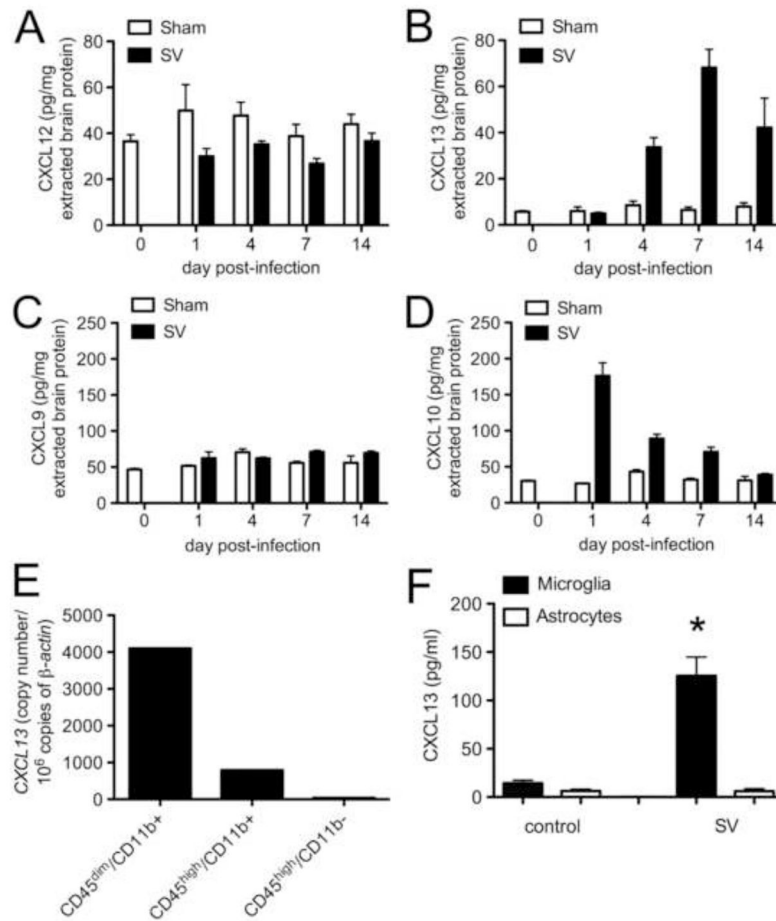 A
Sham
SV
CXCL12 (pg/mg
extracted brain protein)
80
60
40
20
0
0 1 4 7 14
day post-infection
B
Sham
SV
CXCL13 (pg/mg
extracted brain protein)
80
60
40
20
0
0 1 4 7 14
day post-infection
C
Sham
SV
CXCL9 (pg/mg
extracted brain protein)
250
200
150
100
50
0
0 1 4 7 14
day post-infection
D
Sham
SV
CXCL10 (pg/mg
extracted brain protein)
250
200
150
100
50
0
0 1 4 7 14
day post-infection
E
CXCL13 (copy number/
10⁶ copies of β-actin)
5000
4000
3000
2000
1000
0
CD45ᵈⁱᵐ/CD11b+
CD45ʰⁱᵍʰ/CD11b+
CD45ʰⁱᵍʰ/CD11b-
F
Microglia
Astrocytes
CXCL13 (pg/ml)
200
150
100
50
0
*
control SV